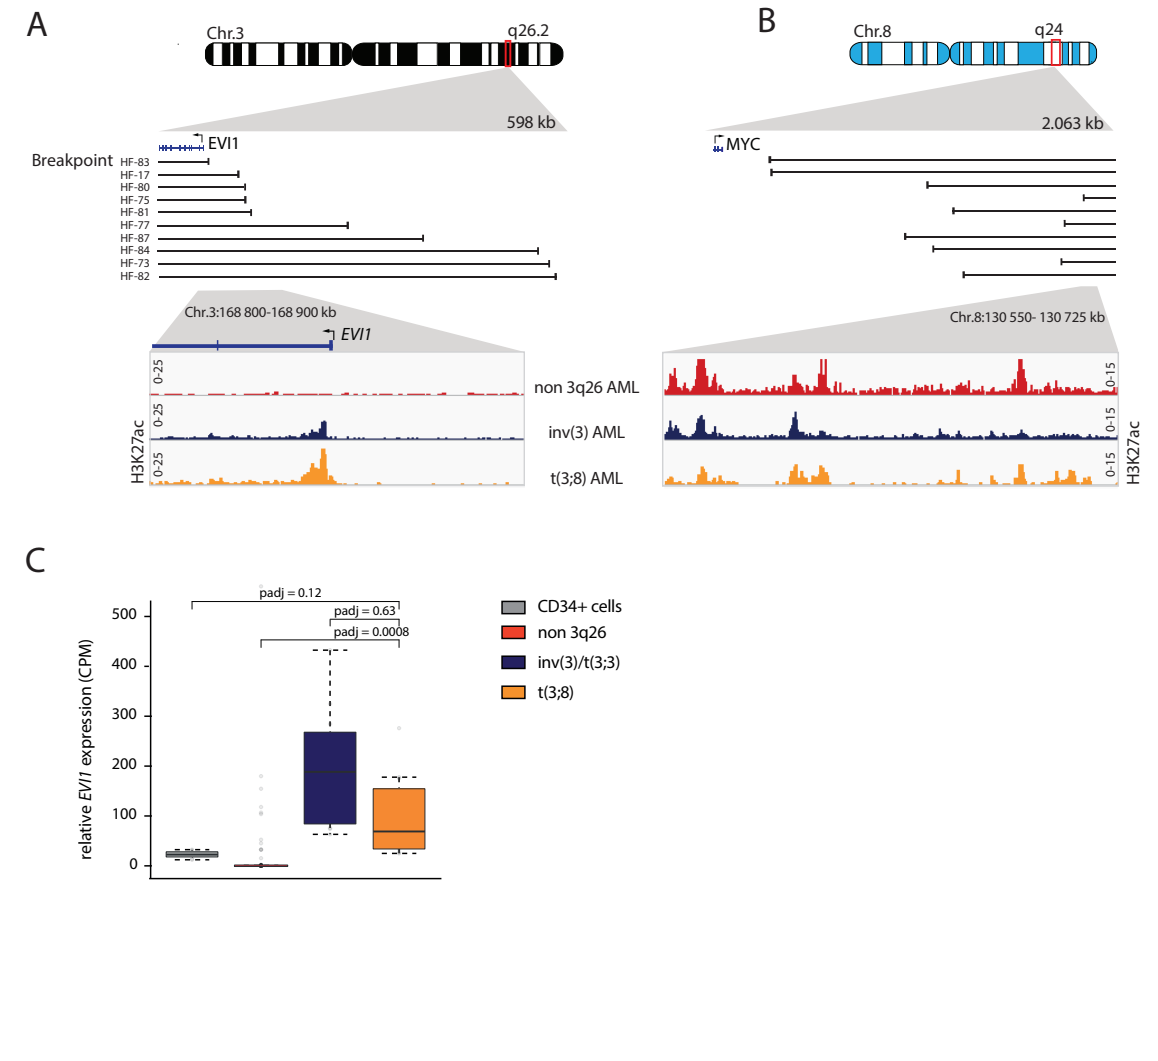 A
Chr.3
q26.2
598 kb
EVI1
Breakpoint
HF-83
HF-17
HF-80
HF-75
HF-81
HF-77
HF-87
HF-84
HF-73
HF-82
Chr.3:168 800-168 900 kb
EVI1
H3K27ac
0-25
0-25
0-25
non 3q26 AML
inv(3) AML
t(3;8) AML
B
Chr.8
q24
2.063 kb
MYC
Chr.8:130 550- 130 725 kb
0-15
0-15
0-15
H3K27ac
C
relative EVI1 expression (CPM)
500
400
300
200
100
0
padj = 0.12
padj = 0.63
padj = 0.0008
CD34+ cells
non 3q26
inv(3)/t(3;3)
t(3;8)